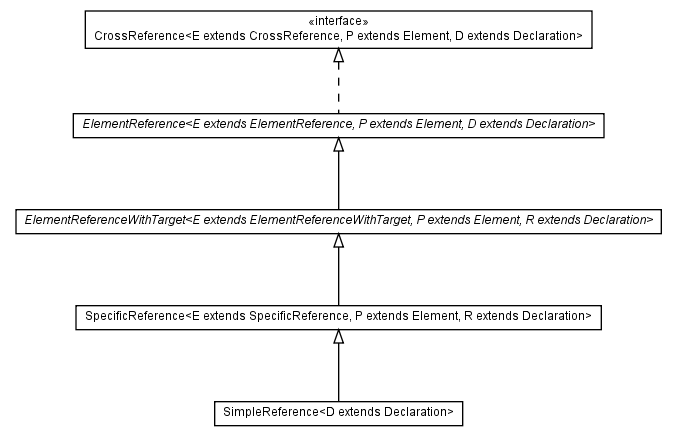 «interface»
CrossReference<E extends CrossReference, P extends Element, D extends Declaration>
ElementReference<E extends ElementReference, P extends Element, D extends Declaration>
ElementReferenceWithTarget<E extends ElementReferenceWithTarget, P extends Element, R extends Declaration>
SpecificReference<E extends SpecificReference, P extends Element, R extends Declaration>
SimpleReference<D extends Declaration>